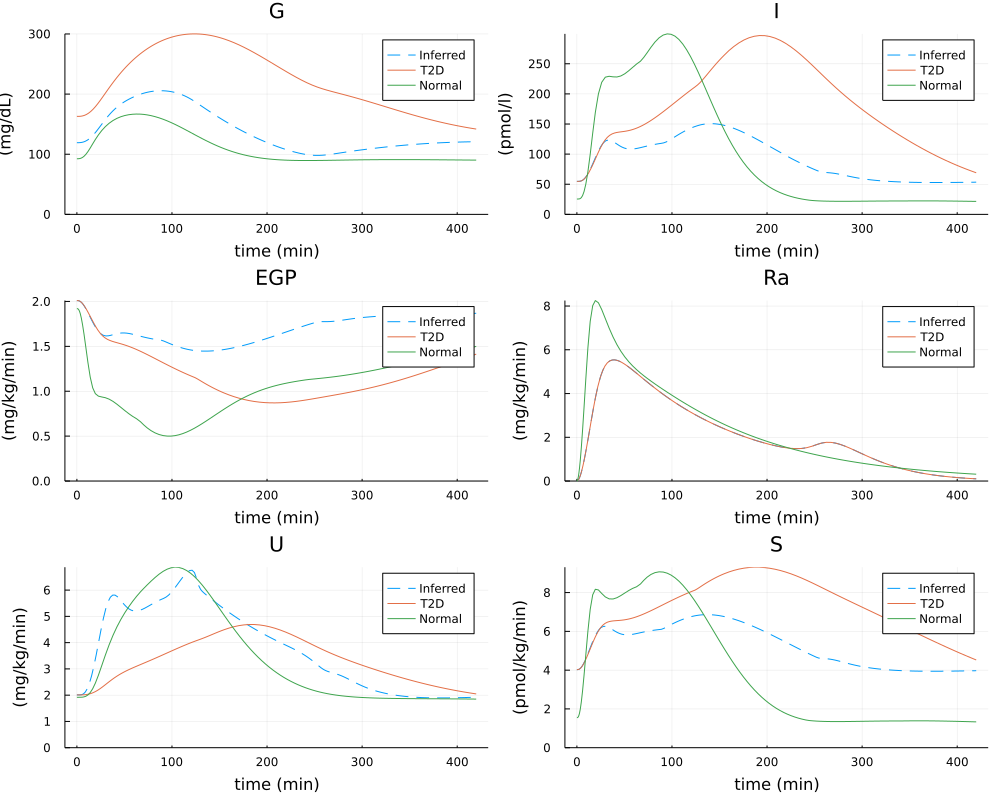 G
300
200
100
0
(mg/dL)
0 100 200 300 400
time (min)
Inferred
T2D
Normal
I
250
200
150
100
50
0
(pmol/l)
0 100 200 300 400
time (min)
Inferred
T2D
Normal
EGP
2.0
1.5
1.0
0.5
0.0
(mg/kg/min)
0 100 200 300 400
time (min)
Inferred
T2D
Normal
Ra
8
6
4
2
0
(mg/kg/min)
0 100 200 300 400
time (min)
Inferred
T2D
Normal
U
6
5
4
3
2
1
0
(mg/kg/min)
0 100 200 300 400
time (min)
Inferred
T2D
Normal
S
8
6
4
2
0
(pmol/kg/min)
0 100 200 300 400
time (min)
Inferred
T2D
Normal